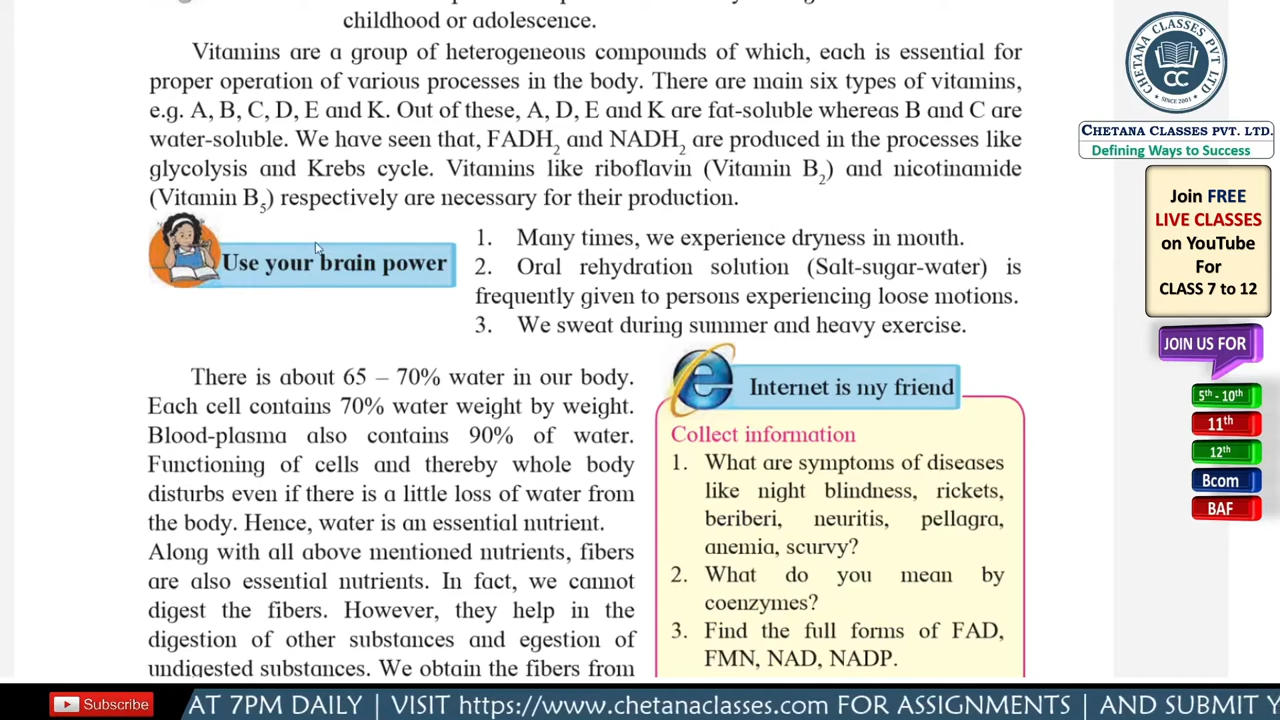 childhood or adolescence.
Vitamins are a group of heterogeneous compounds of which, each is essential for
proper operation of various processes in the body. There are main six types of vitamins,
e.g. A, B, C, D, E and K. Out of these, A, D, E and K are fat-soluble whereas B and C are
water-soluble. We have seen that, FADH₂ and NADH₂ are produced in the processes like
glycolysis and Krebs cycle. Vitamins like riboflavin (Vitamin B₂) and nicotinamide
(Vitamin B₅) respectively are necessary for their production.
Use your brain power
1. Many times, we experience dryness in mouth.
2. Oral rehydration solution (Salt-sugar-water) is
frequently given to persons experiencing loose motions.
3. We sweat during summer and heavy exercise.
There is about 65 – 70% water in our body.
Each cell contains 70% water weight by weight.
Blood-plasma also contains 90% of water.
Functioning of cells and thereby whole body
disturbs even if there is a little loss of water from
the body. Hence, water is an essential nutrient.
Along with all above mentioned nutrients, fibers
are also essential nutrients. In fact, we cannot
digest the fibers. However, they help in the
digestion of other substances and egestion of
undigested substances. We obtain the fibers from
Internet is my friend
Collect information
1. What are symptoms of diseases
like night blindness, rickets,
beriberi, neuritis, pellagra,
anemia, scurvy?
2. What do you mean by
coenzymes?
3. Find the full forms of FAD,
FMN, NAD, NADP.
CHETANA CLASSES PVT LTD
CC
SINCE 2001
CHETANA CLASSES PVT. LTD.
Defining Ways to Success
Join FREE
LIVE CLASSES
on YouTube
For
CLASS 7 to 12
JOIN US FOR
5th - 10th
11th
12th
Bcom
BAF
Subscribe
AT 7PM DAILY | VISIT https://www.chetanaclasses.com FOR ASSIGNMENTS | AND SUBMIT Y